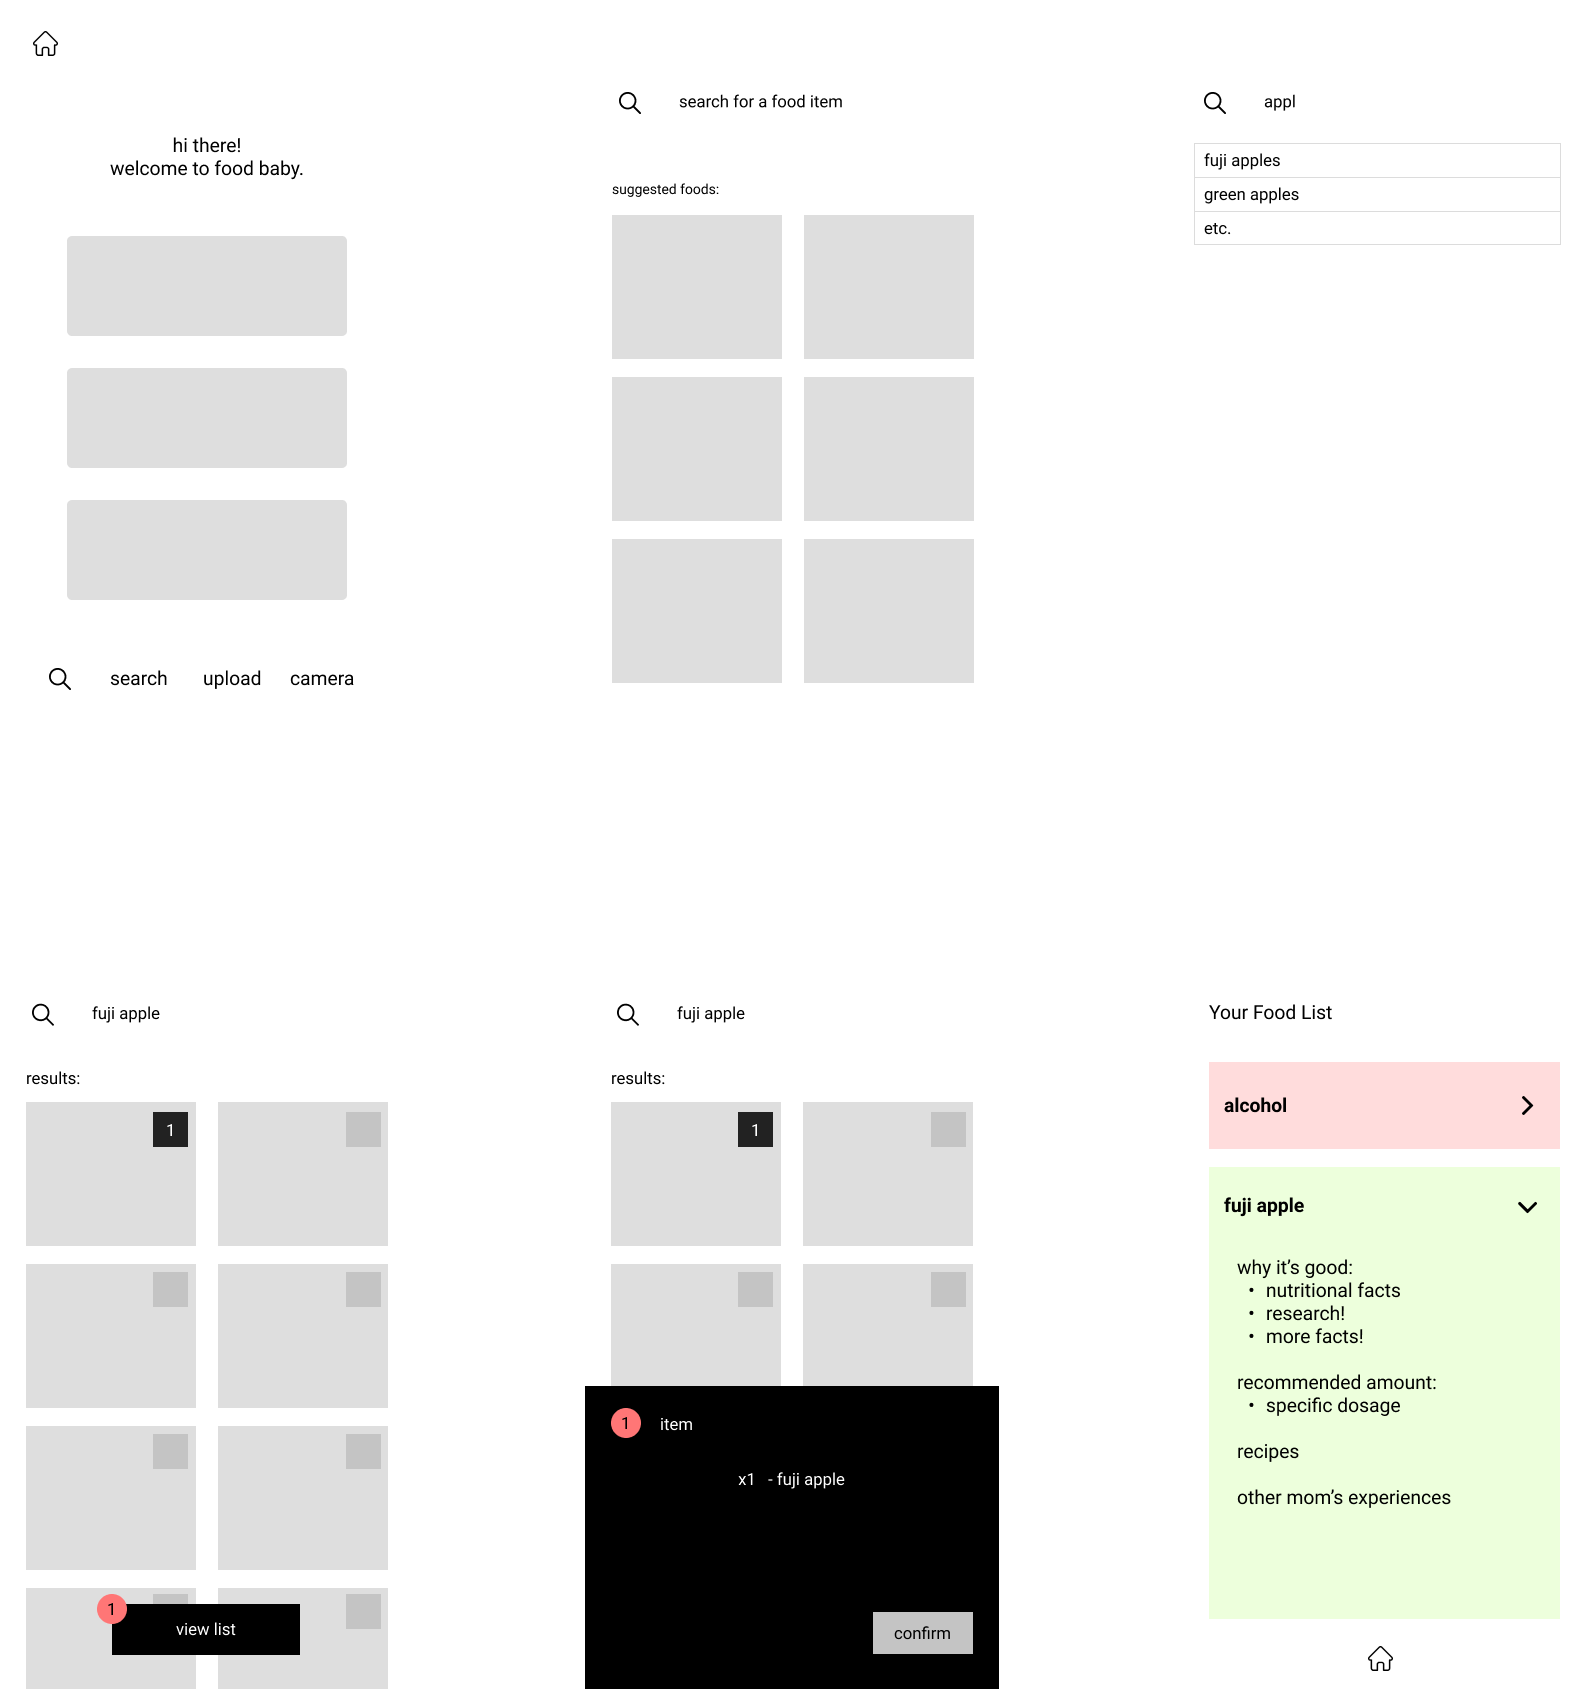 hi there!
welcome to food baby.
search
upload
camera
search for a food item
suggested foods:
appl
fuji apples
green apples
etc.
fuji apple
results:
1
1
view list
fuji apple
results:
1
1
item
x1 - fuji apple
confirm
Your Food List
alcohol
fuji apple
why it’s good:
• nutritional facts
• research!
• more facts!
recommended amount:
• specific dosage
recipes
other mom’s experiences